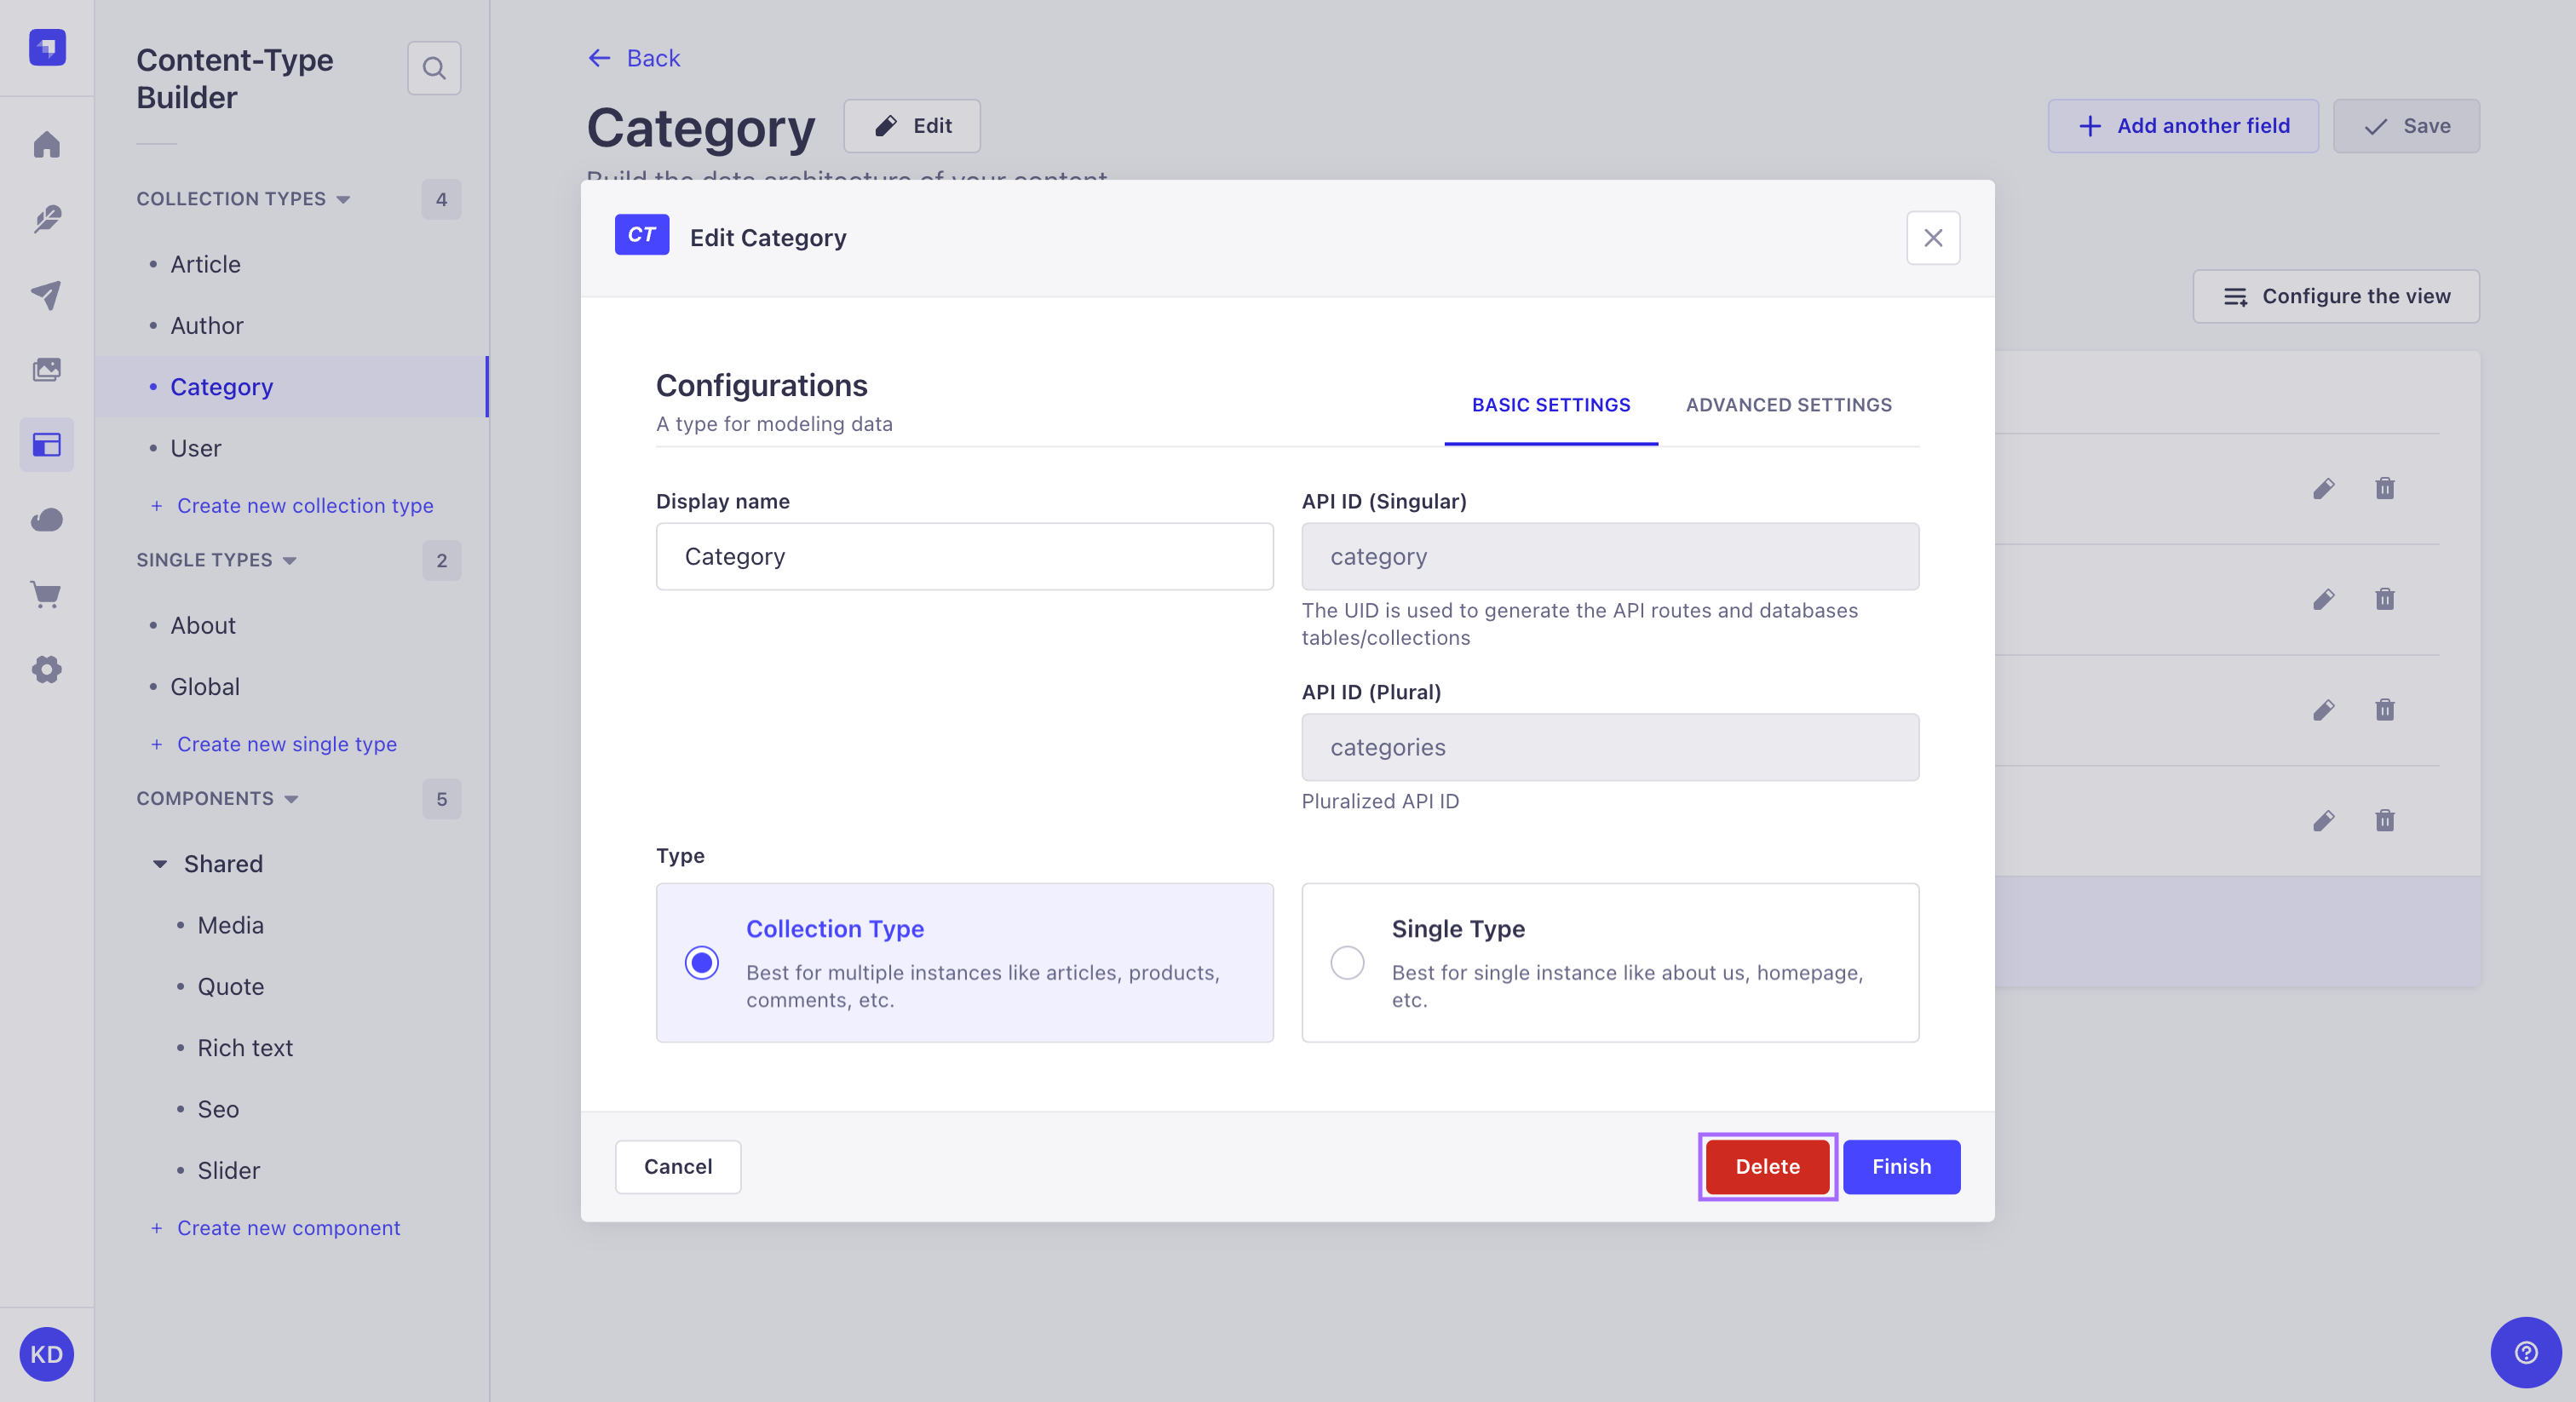 Content-Type
Builder
COLLECTION TYPES
4
Article
Author
Category
User
+ Create new collection type
SINGLE TYPES
2
About
Global
+ Create new single type
COMPONENTS
5
Shared
Media
Quote
Rich text
Seo
Slider
+ Create new component
KD
Back
Category
Edit
Add another field
Save
Build the data architecture of your content
Configure the view
CT
Edit Category
Configurations
A type for modeling data
BASIC SETTINGS
ADVANCED SETTINGS
Display name
Category
API ID (Singular)
category
The UID is used to generate the API routes and databases
tables/collections
API ID (Plural)
categories
Pluralized API ID
Type
Collection Type
Best for multiple instances like articles, products,
comments, etc.
Single Type
Best for single instance like about us, homepage,
etc.
Cancel
Delete
Finish